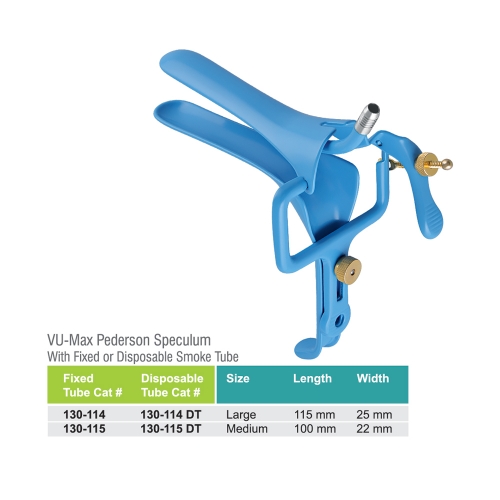 VU-Max Pederson Speculum
With Fixed or Disposable Smoke Tube
Fixed Tube Cat # Disposable Tube Cat # Size Length Width
130-114 130-114 DT Large 115 mm 25 mm
130-115 130-115 DT Medium 100 mm 22 mm